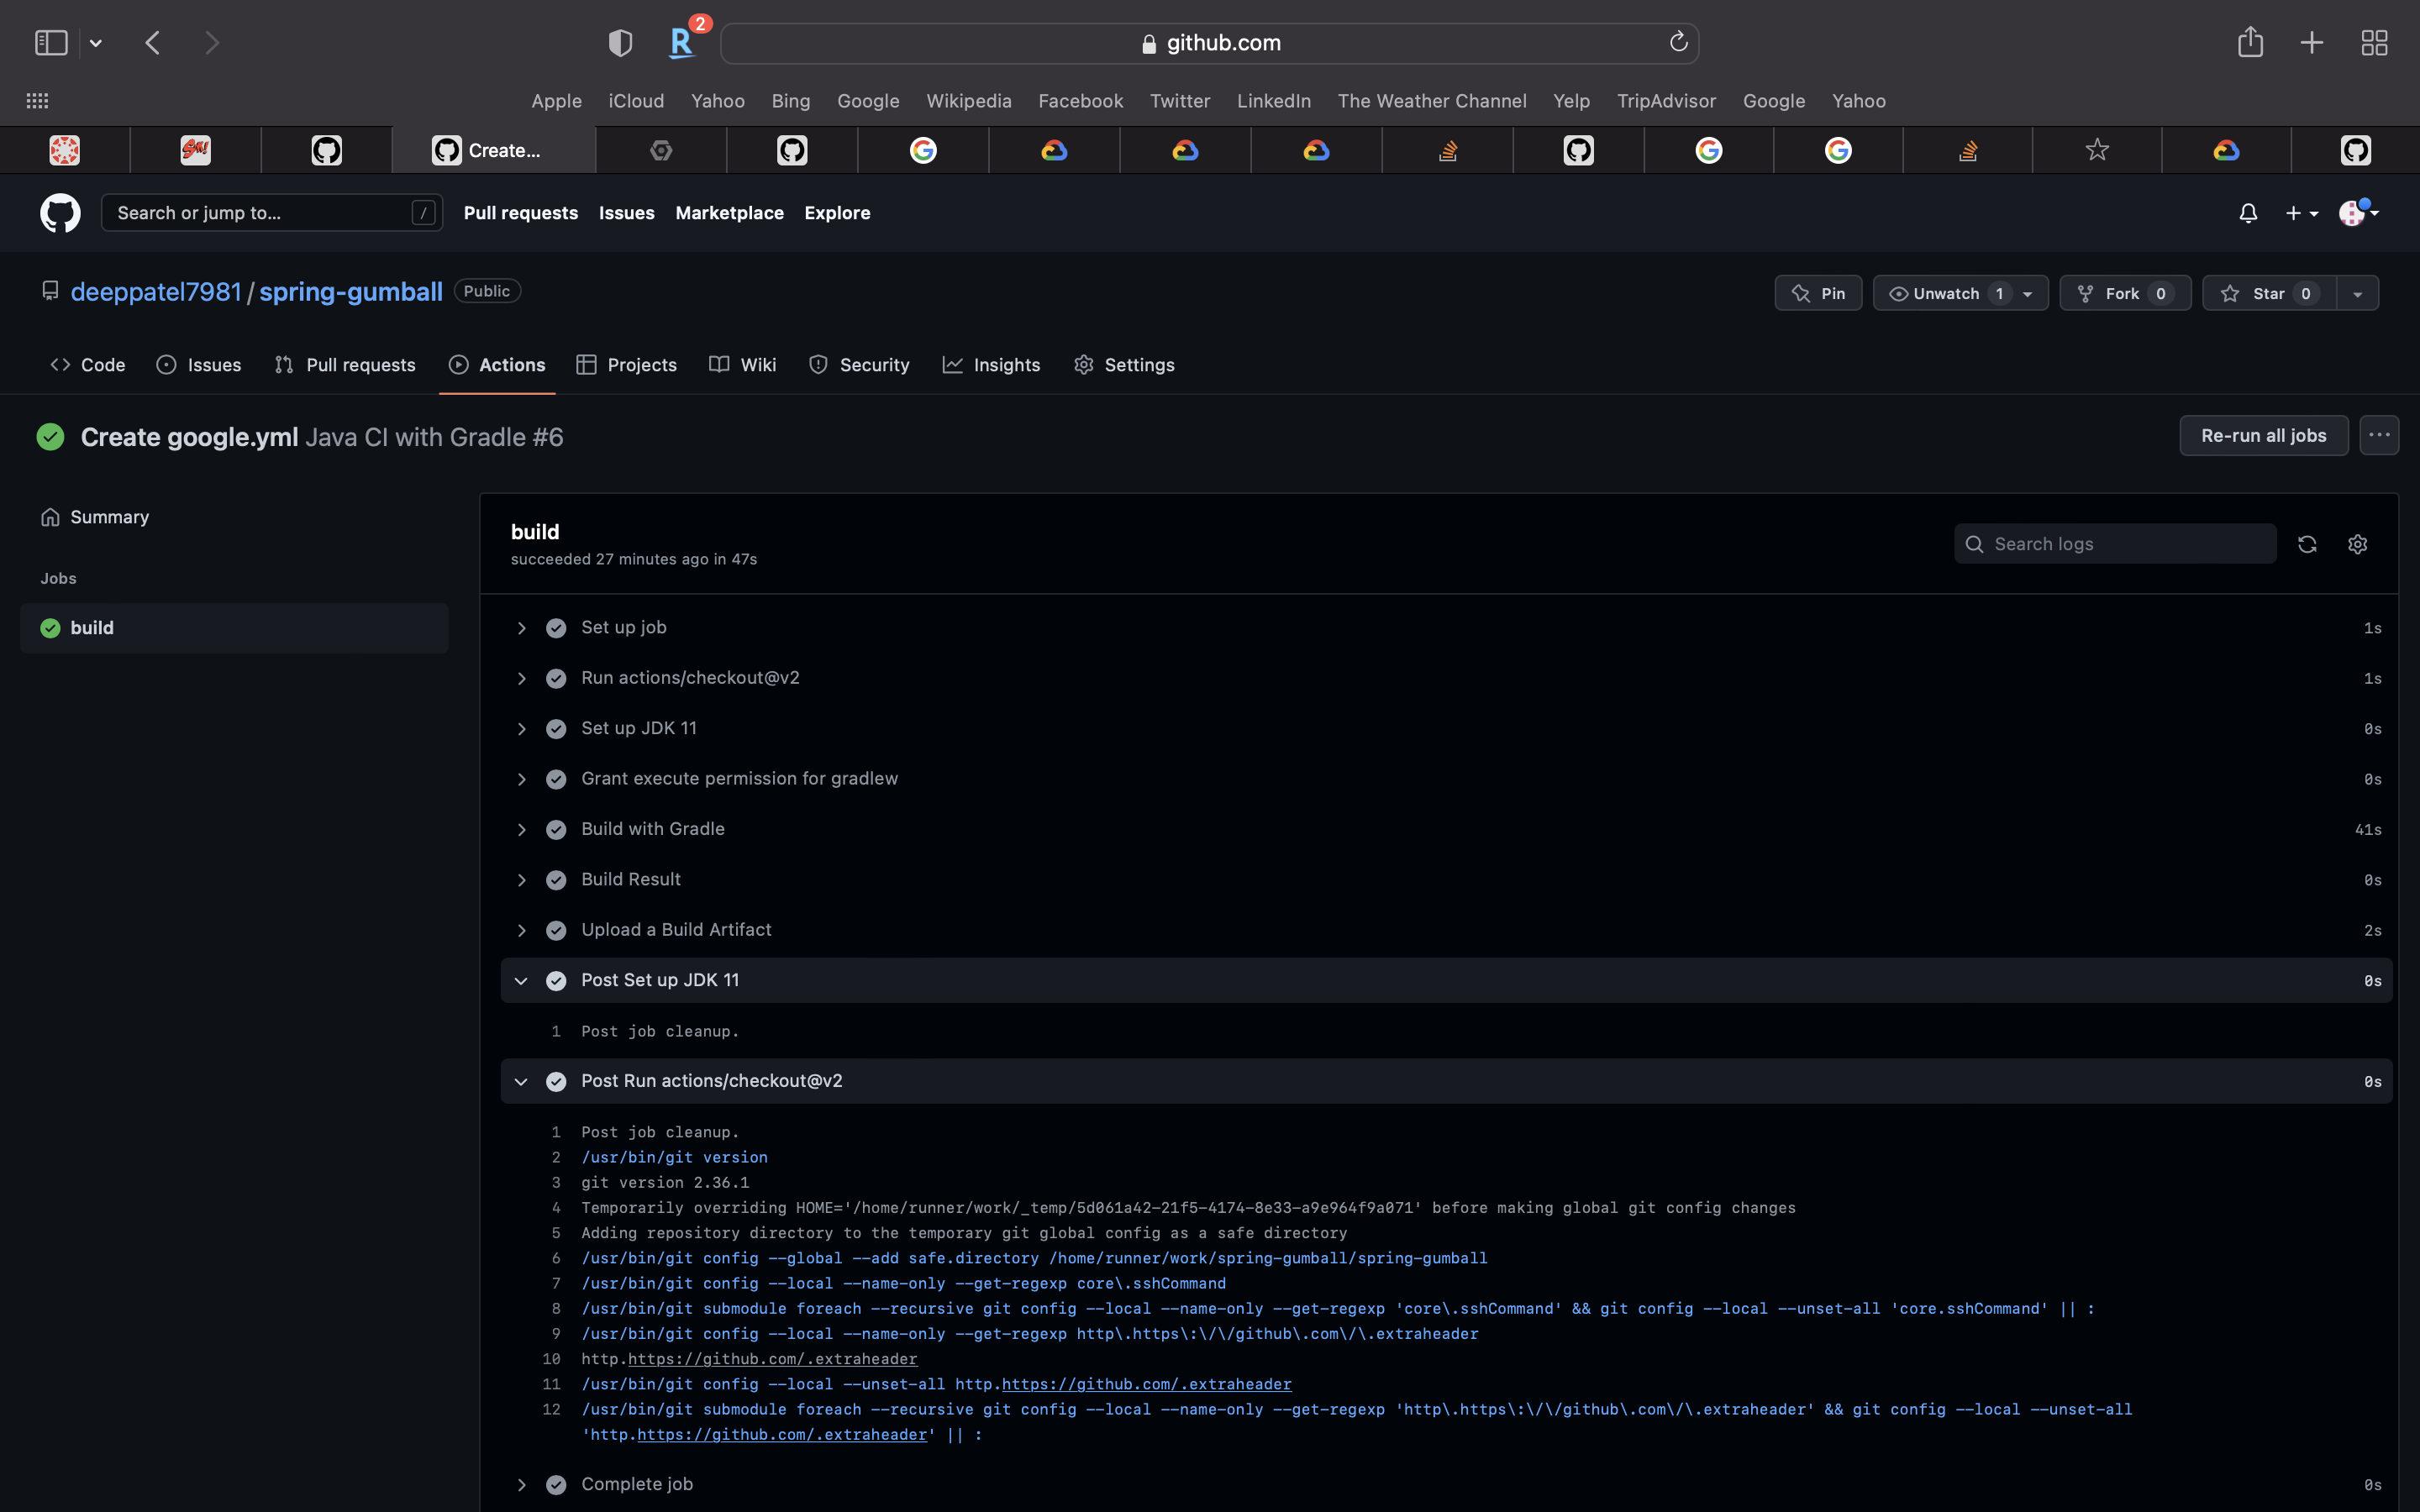 2
github.com
Apple iCloud Yahoo Bing Google Wikipedia Facebook Twitter LinkedIn The Weather Channel Yelp TripAdvisor Google Yahoo
Create...
Search or jump to... / Pull requests Issues Marketplace Explore
deeppatel7981 / spring-gumball Public
Pin Unwatch 1 Fork 0 Star 0
Code Issues Pull requests Actions Projects Wiki Security Insights Settings
Create google.yml Java CI with Gradle #6
Re-run all jobs
Summary
Jobs
build
build
succeeded 27 minutes ago in 47s
Search logs
Set up job 1s
Run actions/checkout@v2 1s
Set up JDK 11 0s
Grant execute permission for gradlew 0s
Build with Gradle 41s
Build Result 0s
Upload a Build Artifact 2s
Post Set up JDK 11 0s
1 Post job cleanup.
Post Run actions/checkout@v2 0s
1 Post job cleanup.
2 /usr/bin/git version
3 git version 2.36.1
4 Temporarily overriding HOME='/home/runner/work/_temp/5d061a42-21f5-4174-8e33-a9e964f9a071' before making global git config changes
5 Adding repository directory to the temporary git global config as a safe directory
6 /usr/bin/git config --global --add safe.directory /home/runner/work/spring-gumball/spring-gumball
7 /usr/bin/git config --local --name-only --get-regexp core\.sshCommand
8 /usr/bin/git submodule foreach --recursive git config --local --name-only --get-regexp 'core\.sshCommand' && git config --local --unset-all 'core.sshCommand' || :
9 /usr/bin/git config --local --name-only --get-regexp http\.https\:\/\/github\.com\/\.extraheader
10 http.https://github.com/.extraheader
11 /usr/bin/git config --local --unset-all http.https://github.com/.extraheader
12 /usr/bin/git submodule foreach --recursive git config --local --name-only --get-regexp 'http\.https\:\/\/github\.com\/\.extraheader' && git config --local --unset-all
'http.https://github.com/.extraheader' || :
Complete job 0s